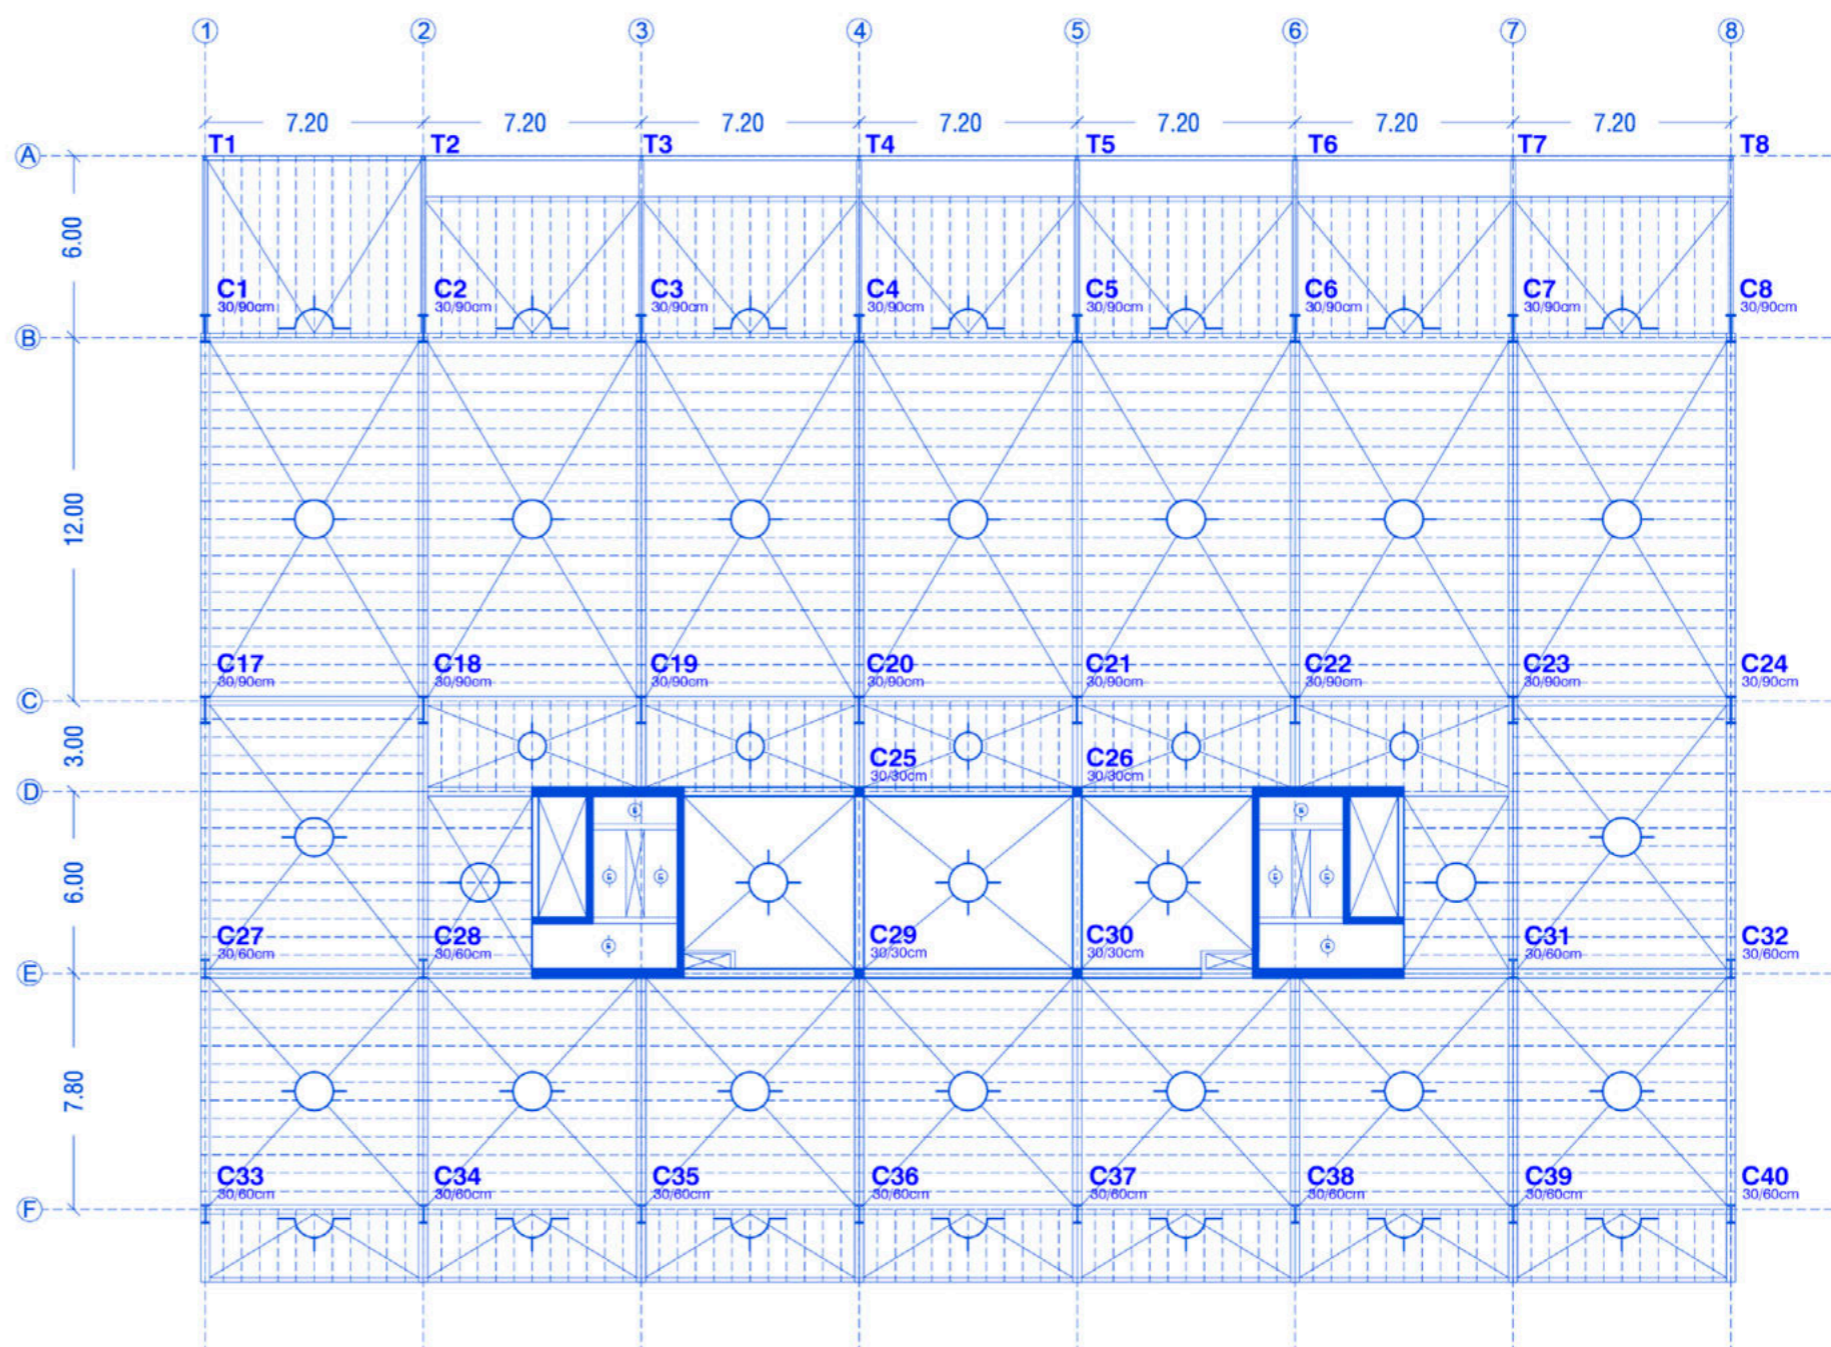 1 2 3 4 5 6 7 8
7.20 7.20 7.20 7.20 7.20 7.20 7.20
T1 T2 T3 T4 T5 T6 T7 T8
A
6.00
C1 C2 C3 C4 C5 C6 C7 C8
30/90cm 30/90cm 30/90cm 30/90cm 30/90cm 30/90cm 30/90cm 30/90cm
B
12.00
C17 C18 C19 C20 C21 C22 C23 C24
30/90cm 30/90cm 30/90cm 30/90cm 30/90cm 30/90cm 30/90cm 30/90cm
C
3.00
C25 C26
30/30cm 30/30cm
D
6.00
C27 C28 C29 C30 C31 C32
30/60cm 30/60cm 30/30cm 30/30cm 30/60cm 30/60cm
E
7.80
C33 C34 C35 C36 C37 C38 C39 C40
30/60cm 30/60cm 30/60cm 30/60cm 30/60cm 30/60cm 30/60cm 30/60cm
F